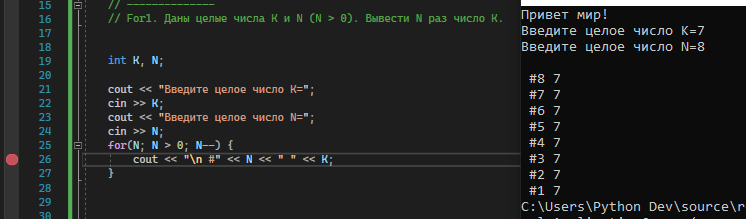 15 // --------------
16 // For1. Даны целые числа K и N (N > 0). Вывести N раз число K.
17
18
19 int K, N;
20
21 cout << "Введите целое число K=";
22 cin >> K;
23 cout << "Введите целое число N=";
24 cin >> N;
25 for(N; N > 0; N--) {
26 cout << "\n #" << N << " " << K;
27 }
28
29
30
Привет мир!
Введите целое число K=7
Введите целое число N=8
#8 7
#7 7
#6 7
#5 7
#4 7
#3 7
#2 7
#1 7
C:\Users\Python Dev\source\r